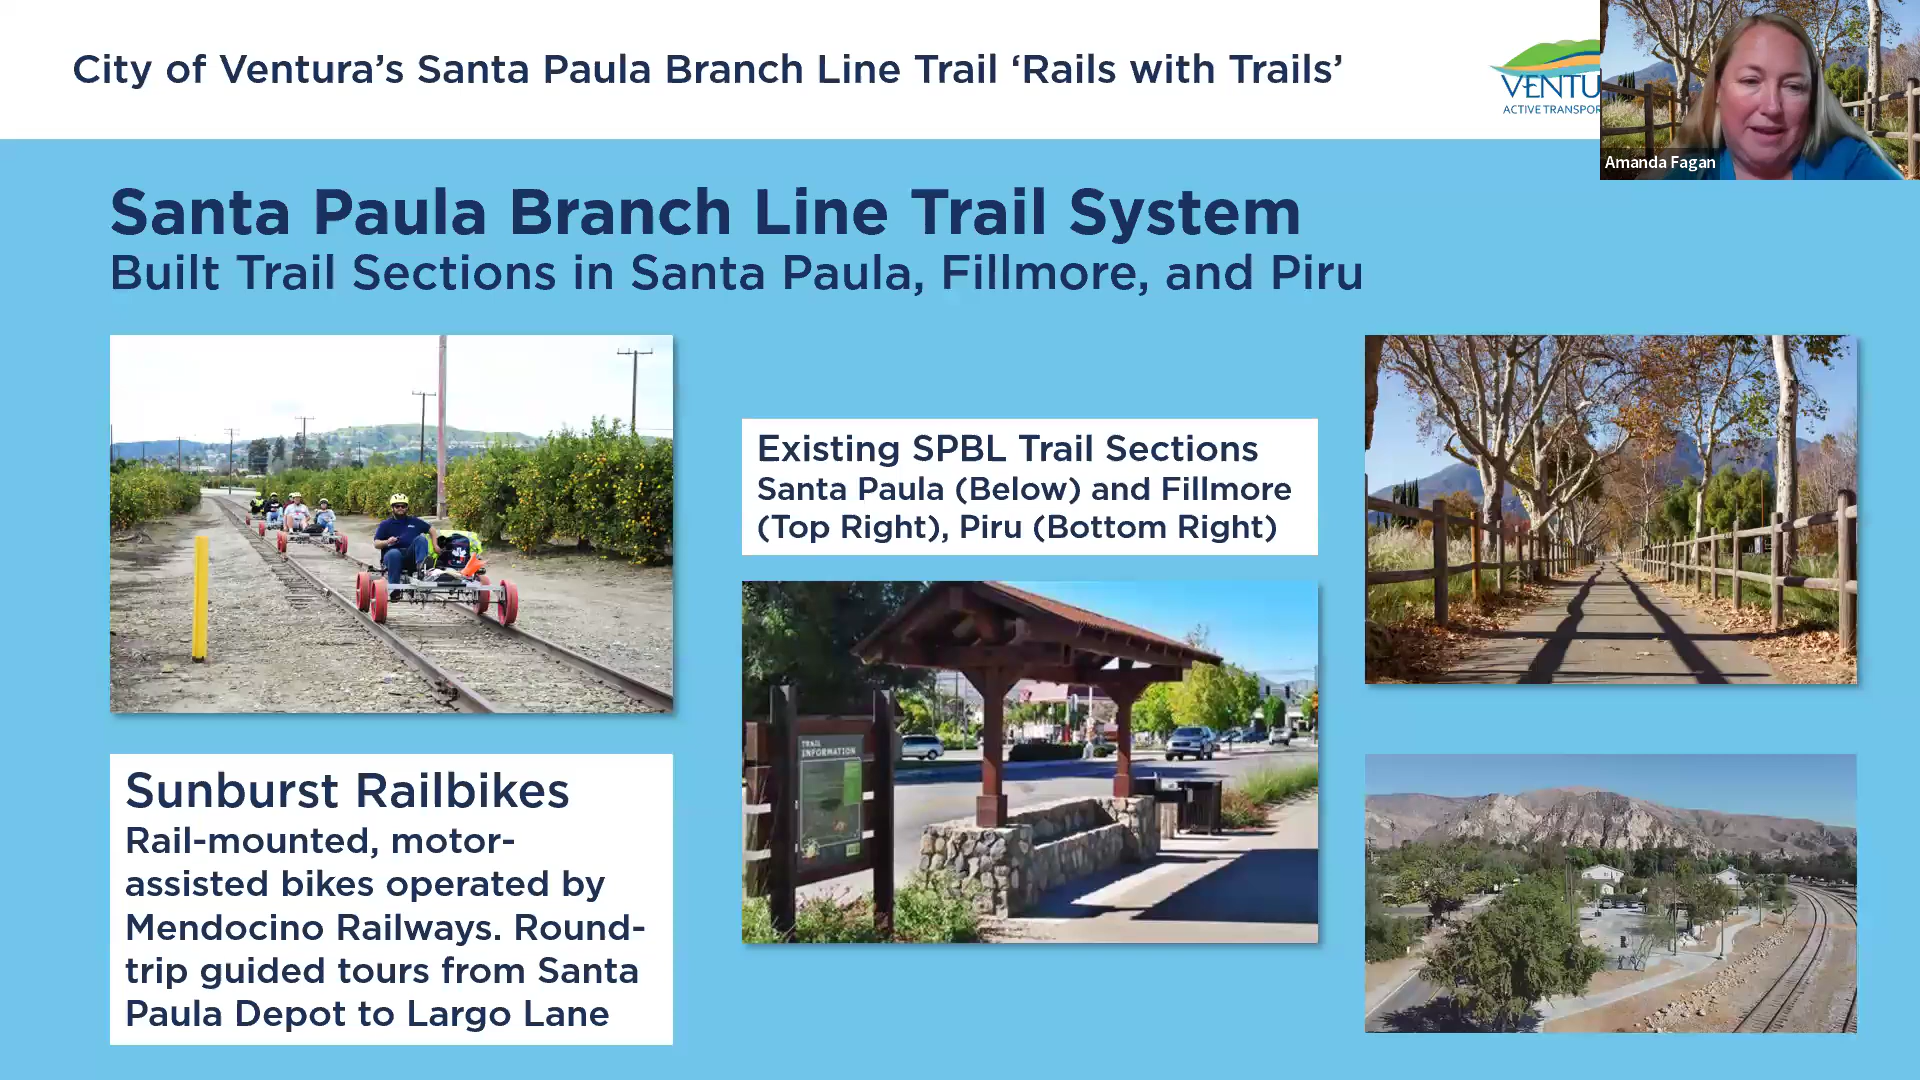 City of Ventura’s Santa Paula Branch Line Trail ‘Rails with Trails’
VENTU
ACTIVE TRANSPOR
Amanda Fagan
Santa Paula Branch Line Trail System
Built Trail Sections in Santa Paula, Fillmore, and Piru
Existing SPBL Trail Sections
Santa Paula (Below) and Fillmore
(Top Right), Piru (Bottom Right)
TRAIL
INFORMATION
Sunburst Railbikes
Rail-mounted, motor-
assisted bikes operated by
Mendocino Railways. Round-
trip guided tours from Santa
Paula Depot to Largo Lane